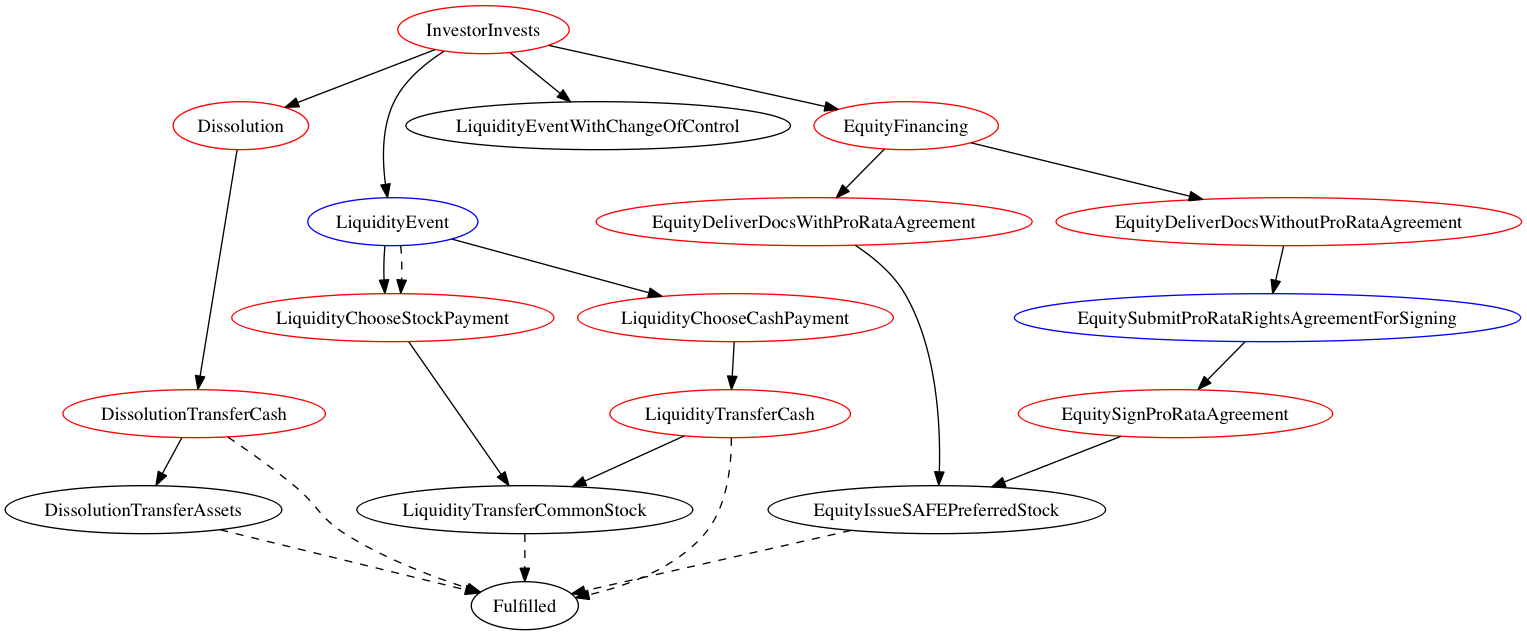 InvestorInvests
Dissolution
LiquidityEventWithChangeOfControl
EquityFinancing
LiquidityEvent
EquityDeliverDocsWithProRataAgreement
EquityDeliverDocsWithoutProRataAgreement
LiquidityChooseStockPayment
LiquidityChooseCashPayment
EquitySubmitProRataRightsAgreementForSigning
DissolutionTransferCash
LiquidityTransferCash
EquitySignProRataAgreement
DissolutionTransferAssets
LiquidityTransferCommonStock
EquityIssueSAFEPreferredStock
Fulfilled